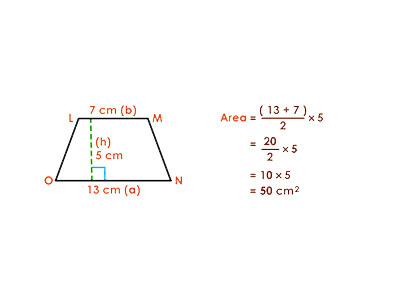 7 cm (b)
L M
(h)
5 cm
O N
13 cm (a)
Area = ( 13 + 7 ) / 2 × 5
= 20 / 2 × 5
= 10 × 5
= 50 cm²